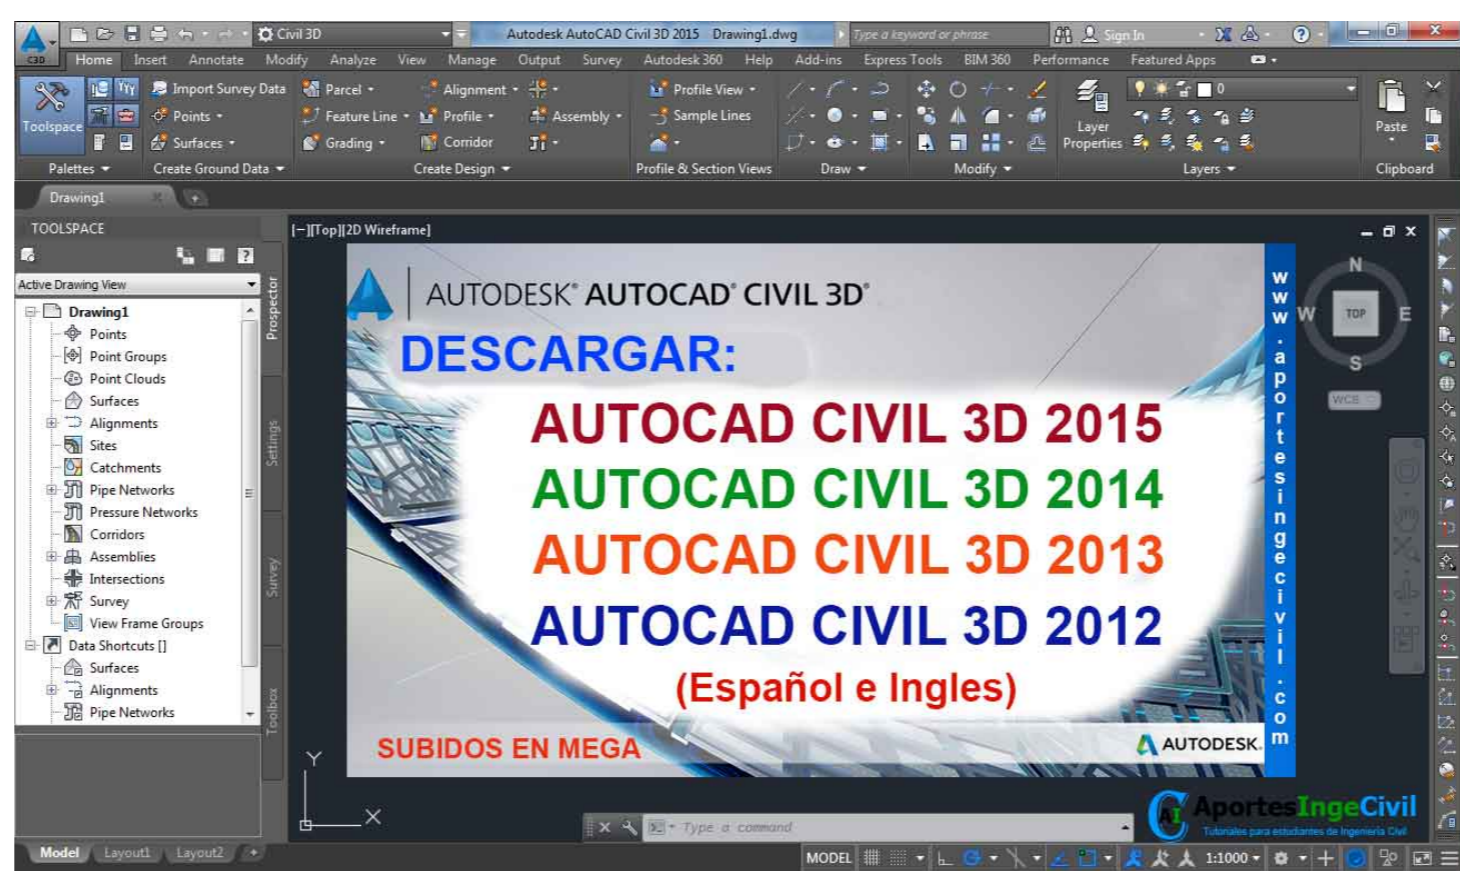 Civil 3D
Autodesk AutoCAD Civil 3D 2015 Drawing1.dwg
Type a keyword or phrase
Sign In
C3D
Home Insert Annotate Modify Analyze View Manage Output Survey Autodesk 360 Help Add-ins Express Tools BIM 360 Performance Featured Apps
Toolspace
Import Survey Data
Points
Surfaces
Parcel
Feature Line
Grading
Alignment
Profile
Corridor
Assembly
Profile View
Sample Lines
Layer
Properties
0
Paste
Palettes
Create Ground Data
Create Design
Profile & Section Views
Draw
Modify
Layers
Clipboard
Drawing1
TOOLSPACE
Active Drawing View
Drawing1
Points
Point Groups
Point Clouds
Surfaces
Alignments
Sites
Catchments
Pipe Networks
Pressure Networks
Corridors
Assemblies
Intersections
Survey
View Frame Groups
Data Shortcuts []
Surfaces
Alignments
Pipe Networks
Prospector
Settings
Survey
Toolbox
[−][Top][2D Wireframe]
AUTODESK® AUTOCAD® CIVIL 3D®
DESCARGAR:
AUTOCAD CIVIL 3D 2015
AUTOCAD CIVIL 3D 2014
AUTOCAD CIVIL 3D 2013
AUTOCAD CIVIL 3D 2012
(Español e Ingles)
SUBIDOS EN MEGA
AUTODESK.
www.aportesingecivil.com
N
W
TOP
E
S
WCS
Y
X
Type a command
AI
AportesIngeCivil
Tutoriales para estudiantes de Ingeniería Civil
Model Layout1 Layout2
MODEL
1:1000